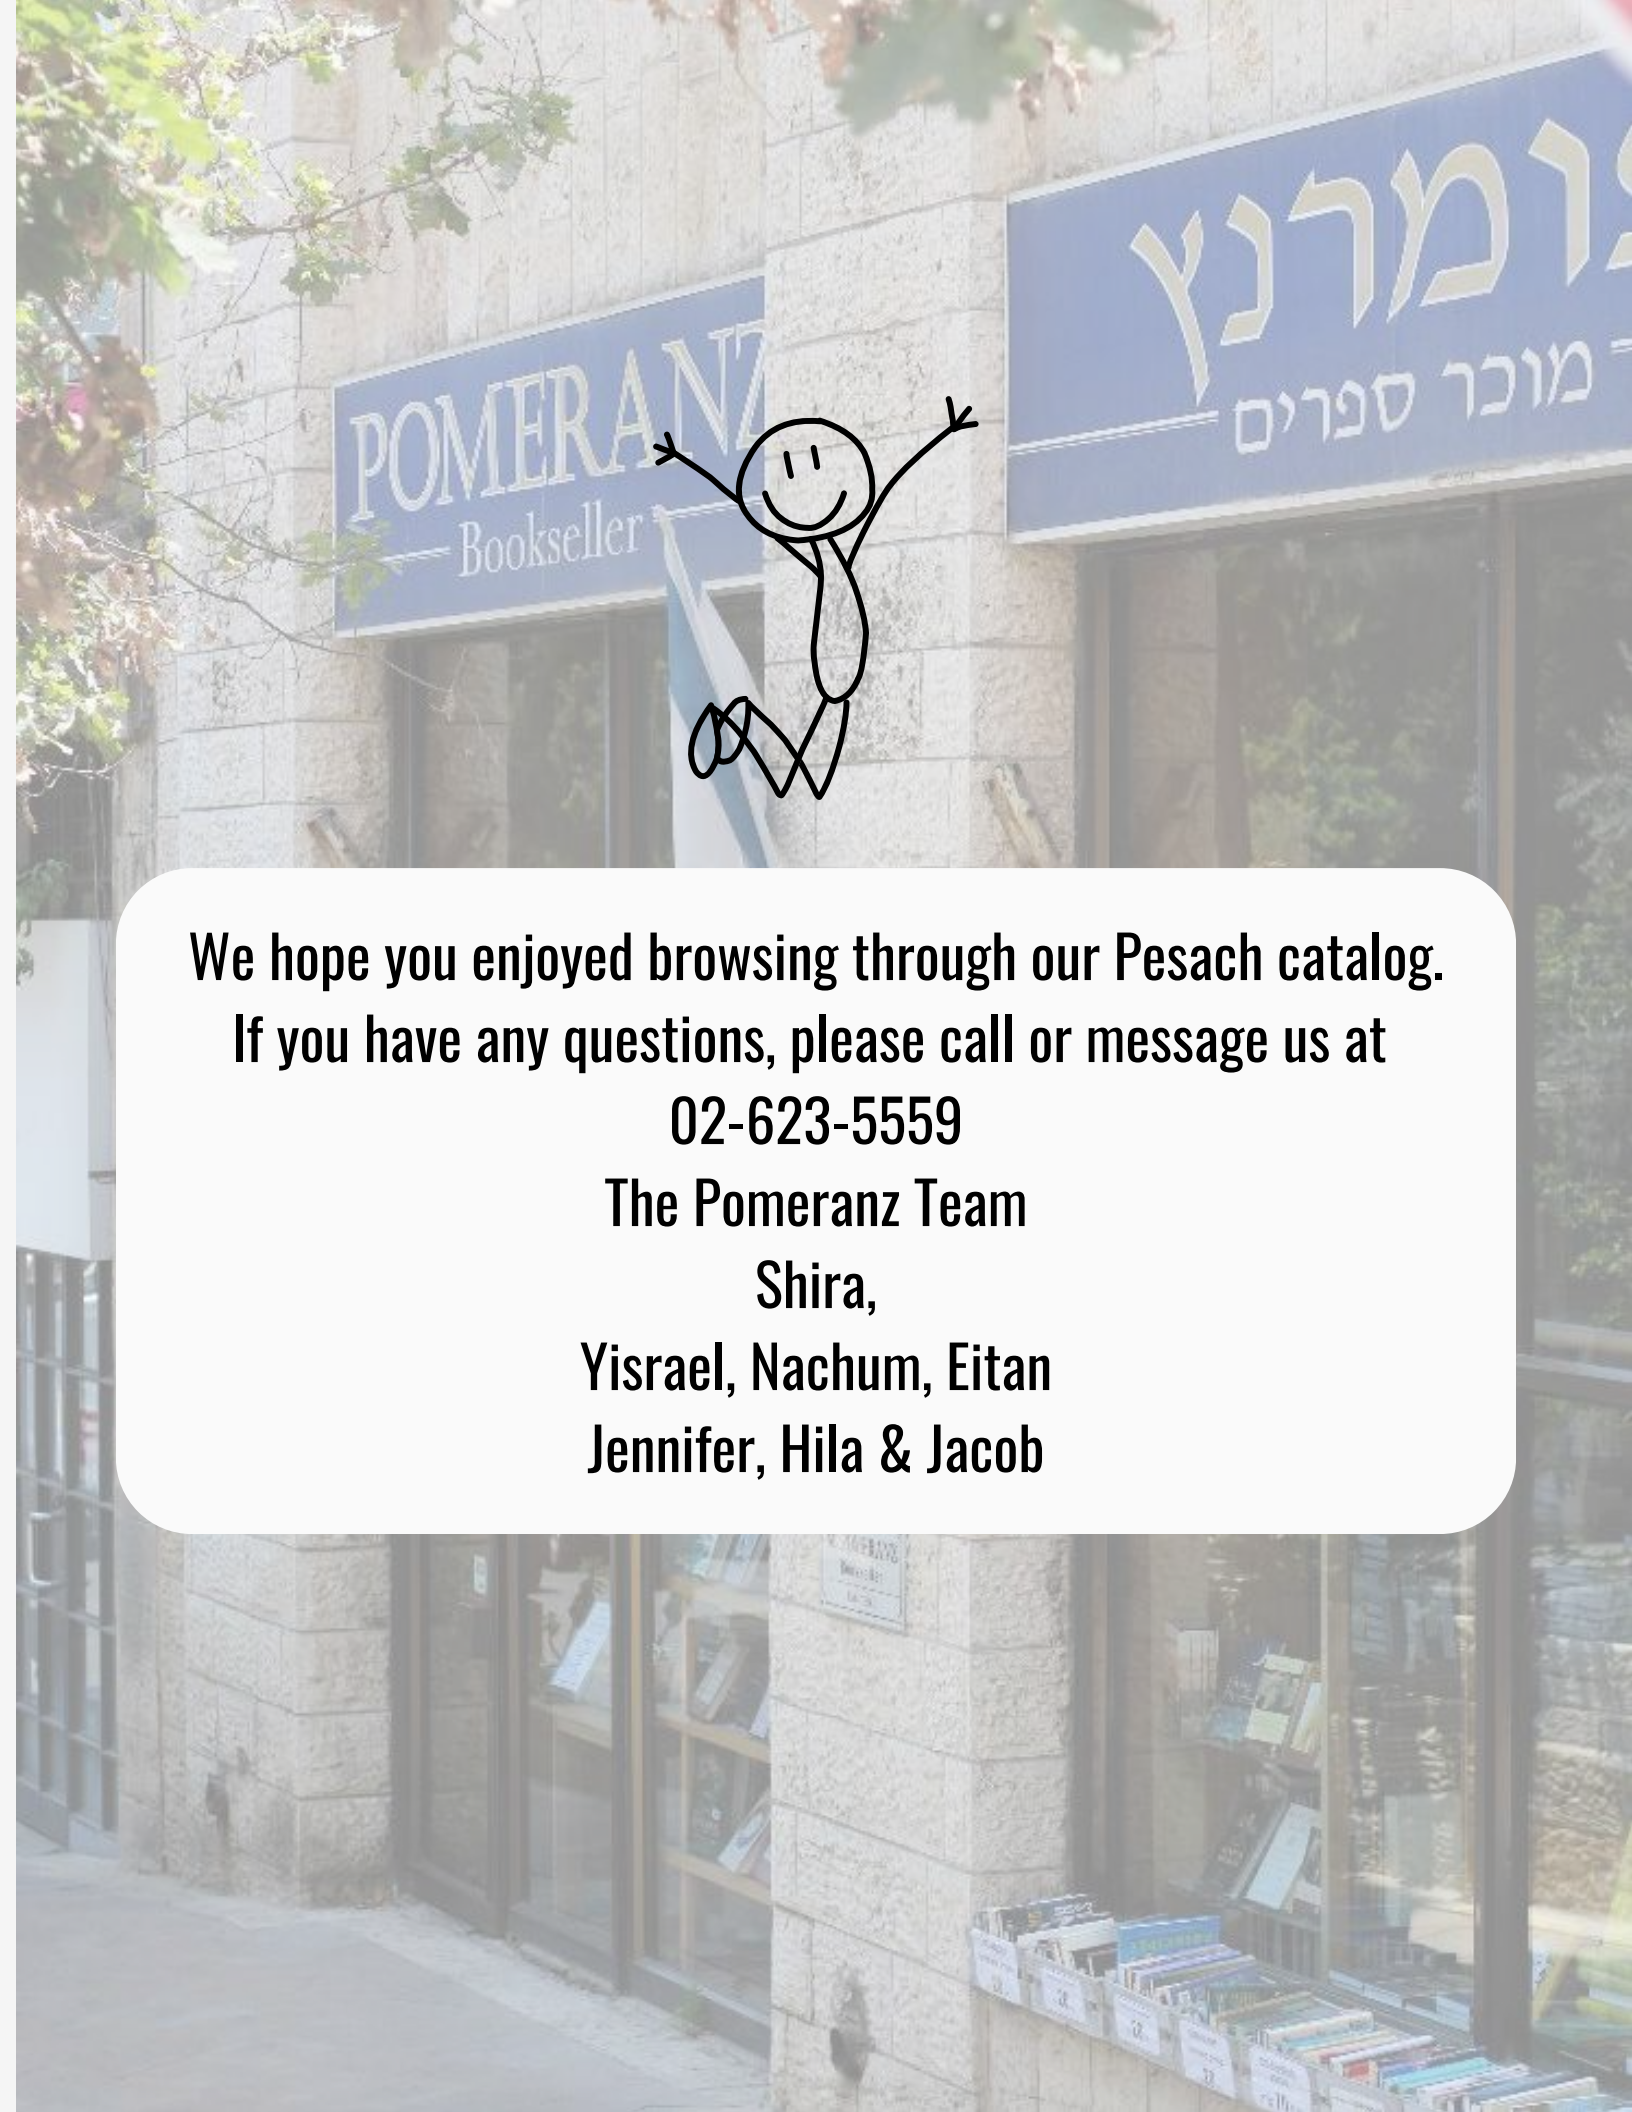 POMERANZ
Bookseller
ומרנץ
מוכר ספרים
We hope you enjoyed browsing through our Pesach catalog.
If you have any questions, please call or message us at
02-623-5559
The Pomeranz Team
Shira,
Yisrael, Nachum, Eitan
Jennifer, Hila & Jacob